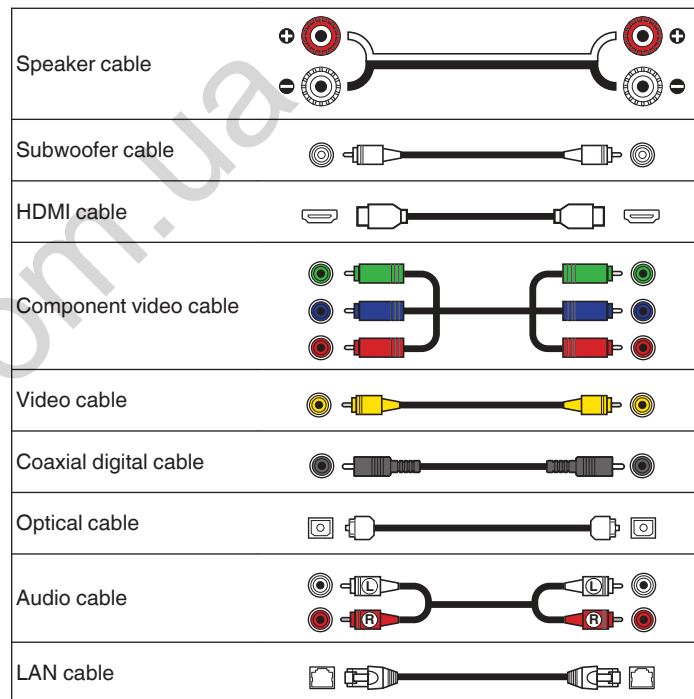 Speaker cable
Subwoofer cable
HDMI cable
Component video cable
Video cable
Coaxial digital cable
Optical cable
L L
Audio cable
R R
LAN cable
om.ua